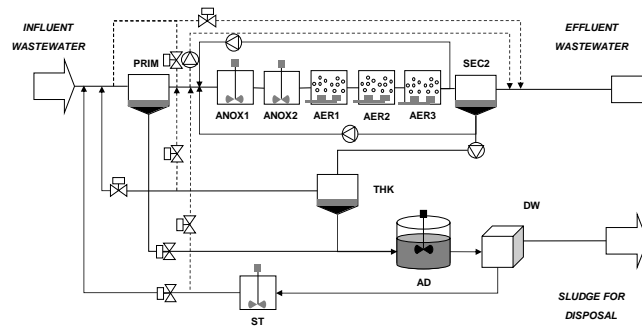 INFLUENT
WASTEWATER
EFFLUENT
WASTEWATER
PRIM
SEC2
ANOX1
ANOX2
AER1
AER2
AER3
THK
DW
AD
ST
SLUDGE FOR
DISPOSAL